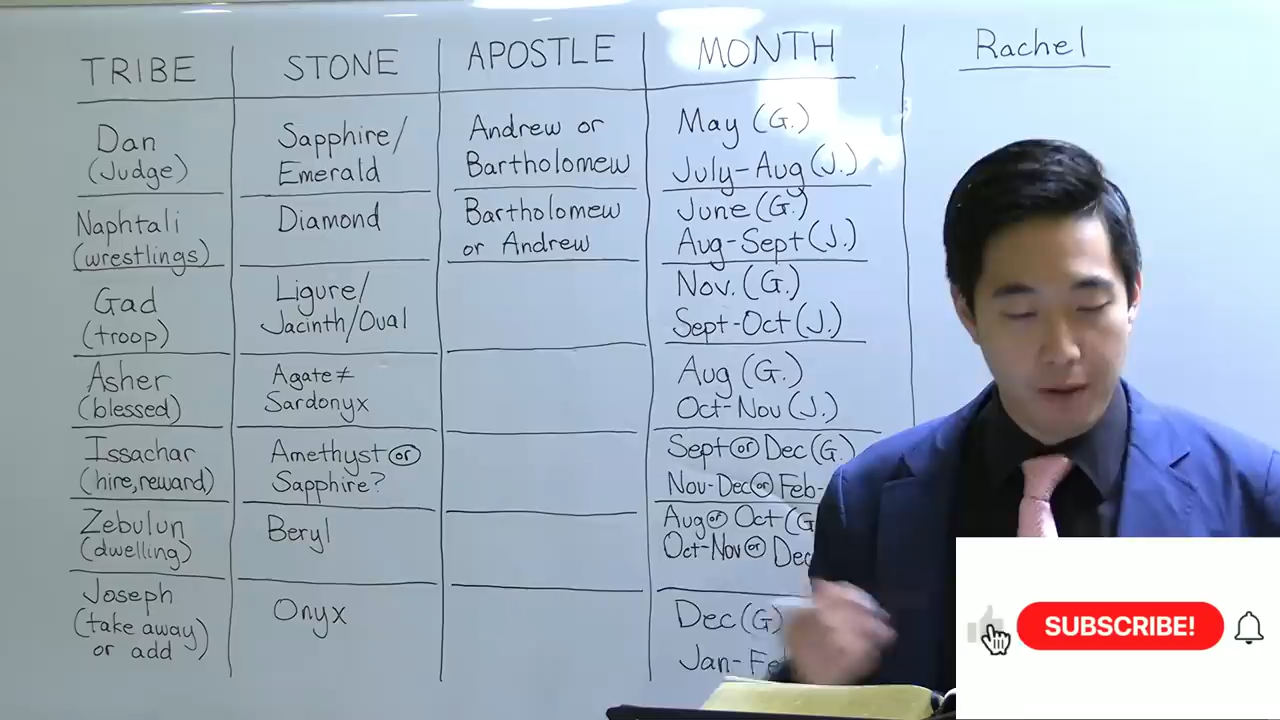 TRIBE
STONE
APOSTLE
MONTH
Rachel
Dan
(Judge)
Sapphire/
Emerald
Andrew or
Bartholomew
May (G.)
July-Aug (J.)
Naphtali
(wrestlings)
Diamond
Bartholomew
or Andrew
June (G.)
Aug-Sept (J.)
Gad
(troop)
Ligure/
Jacinth/Oval
Nov. (G.)
Sept-Oct (J.)
Asher
(blessed)
Agate≠
Sardonyx
Aug (G.)
Oct-Nov (J.)
Issachar
(hire, reward)
Amethyst or
Sapphire?
Sept or Dec (G.)
Nov-Dec or Feb-
Zebulun
(dwelling)
Beryl
Aug or Oct (G
Oct-Nov or Dec
Joseph
(take away
or add)
Onyx
Dec (G)
Jan-Fe
SUBSCRIBE!